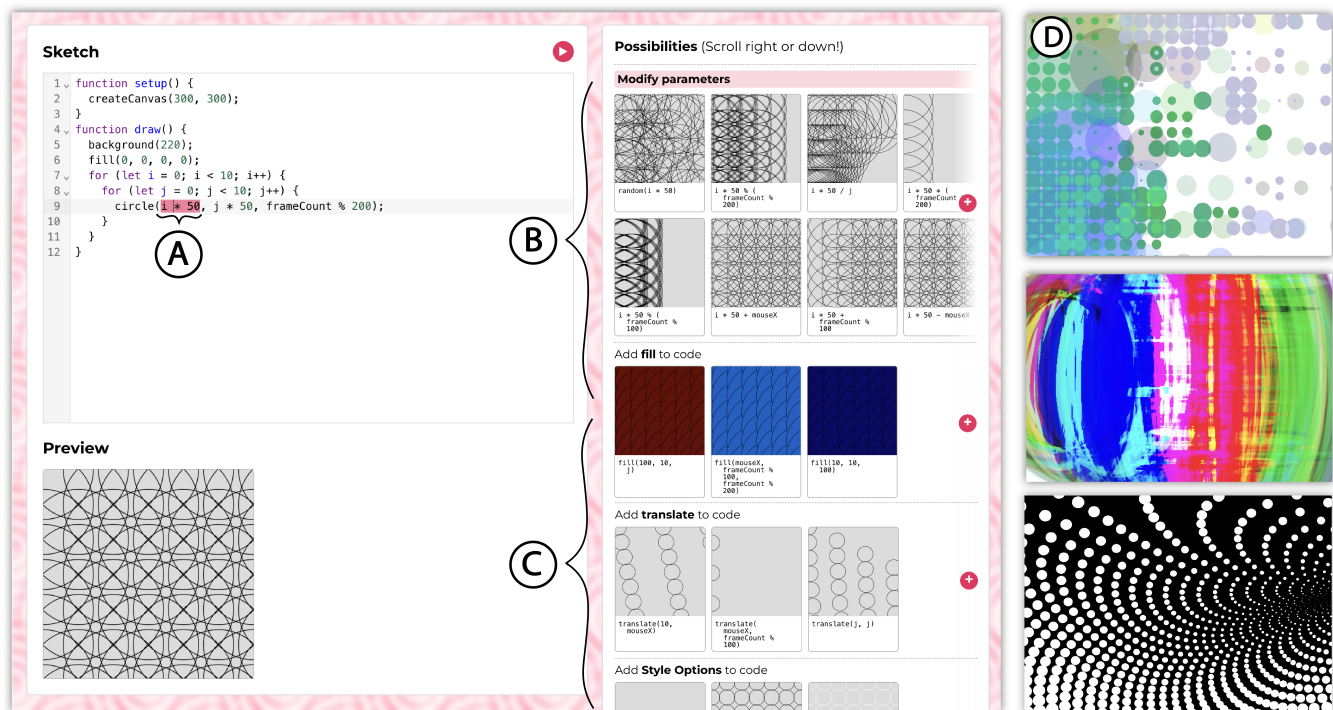 Sketch
1 function setup() {
2 createCanvas(300, 300);
3 }
4 function draw() {
5 background(220);
6 fill(0, 0, 0, 0);
7 for (let i = 0; i < 10; i++) {
8 for (let j = 0; j < 10; j++) {
9 circle(i * 50, j * 50, frameCount % 200);
10 }
11 }
12 }
A
Preview
B
C
Possibilities (Scroll right or down!)
Modify parameters
random(i * 50)
i * 50 % (
frameCount %
200)
i * 50 / j
i * 50 * (
frameCount
200)
+
i * 50 % (
frameCount %
100)
i * 50 + mouseX
i * 50 +
frameCount %
100
i * 50 - mouseX
Add fill to code
fill(100, 10,
j)
fill(mouseX,
frameCount %
100,
frameCount %
200)
fill(10, 10,
100)
+
Add translate to code
translate(10,
mouseX)
translate(
mouseX,
frameCount %
100)
translate(j, j)
+
Add Style Options to code
D